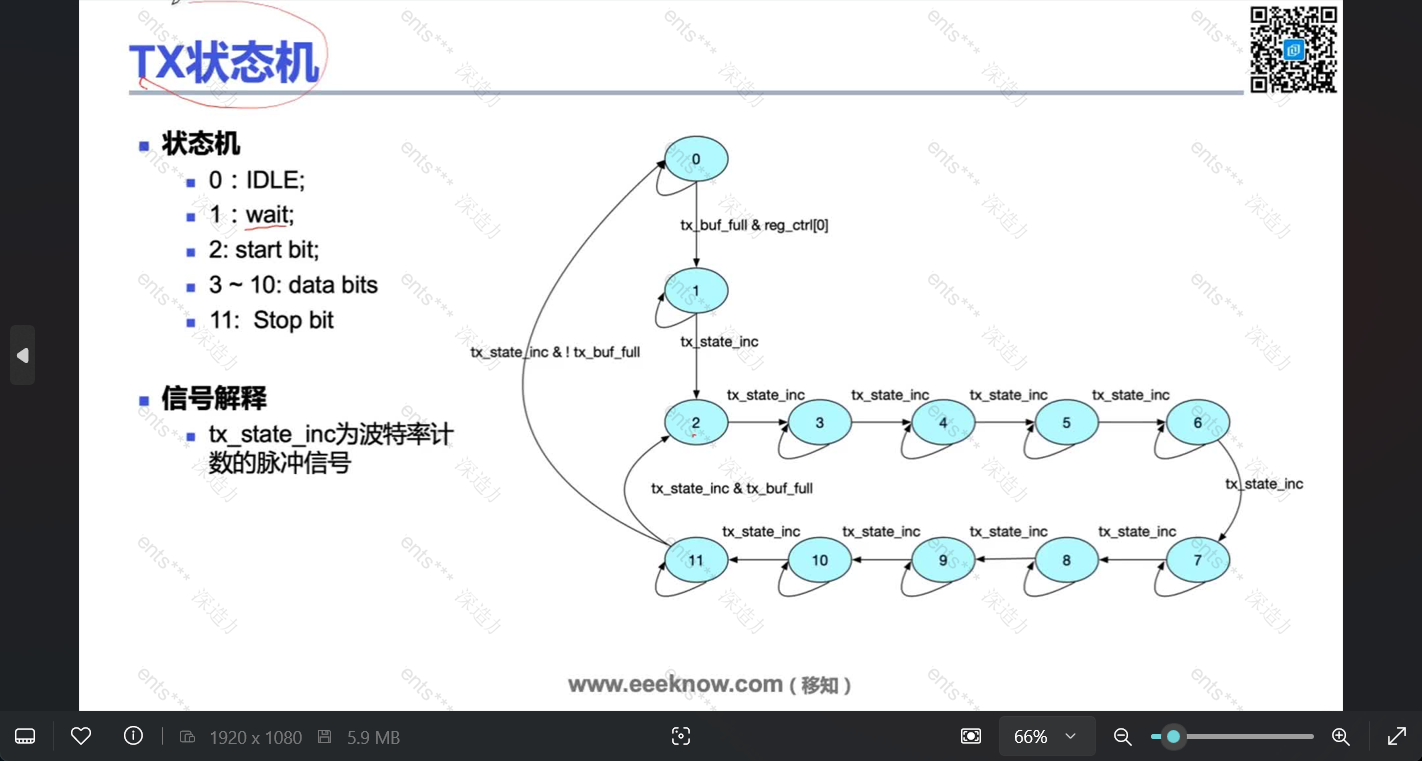 TX状态机
状态机
0：IDLE;
1：wait;
2: start bit;
3 ~ 10: data bits
11: Stop bit
信号解释
tx_state_inc为波特率计
数的脉冲信号
0
tx_buf_full & reg_ctrl[0]
1
tx_state_inc & ! tx_buf_full
tx_state_inc
tx_state_inc
tx_state_inc
tx_state_inc
tx_state_inc
2
3
4
5
6
tx_state_inc & tx_buf_full
tx_state_inc
tx_state_inc
tx_state_inc
tx_state_inc
tx_state_inc
11
10
9
8
7
www.eeeknow.com ( 移知 )
ents***
深造力
1920 x 1080
5.9 MB
66%